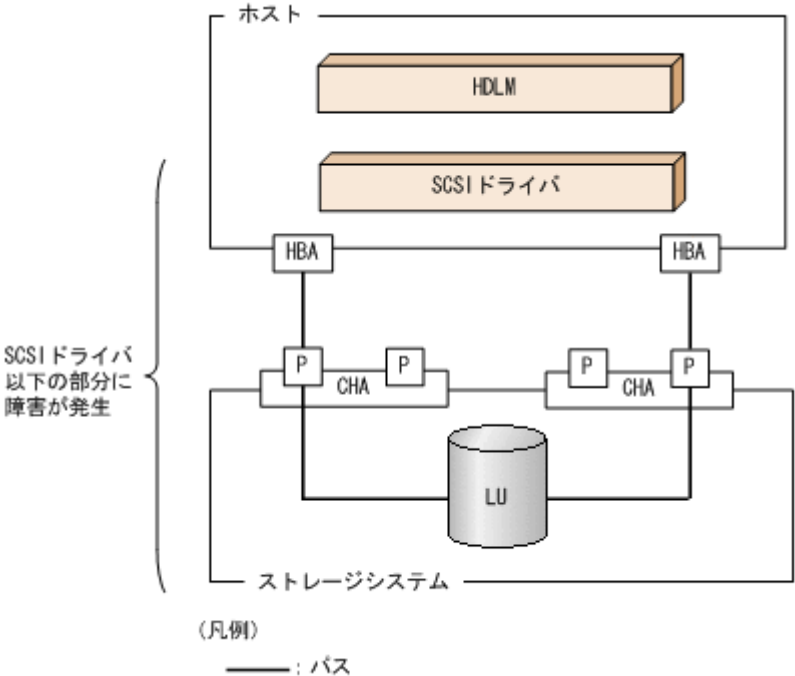 ホスト
HDLM
SCSIドライバ
HBA
HBA
SCSIドライバ
以下の部分に
障害が発生
P
P
P
P
CHA
CHA
LU
ストレージシステム
(凡例)
: パス